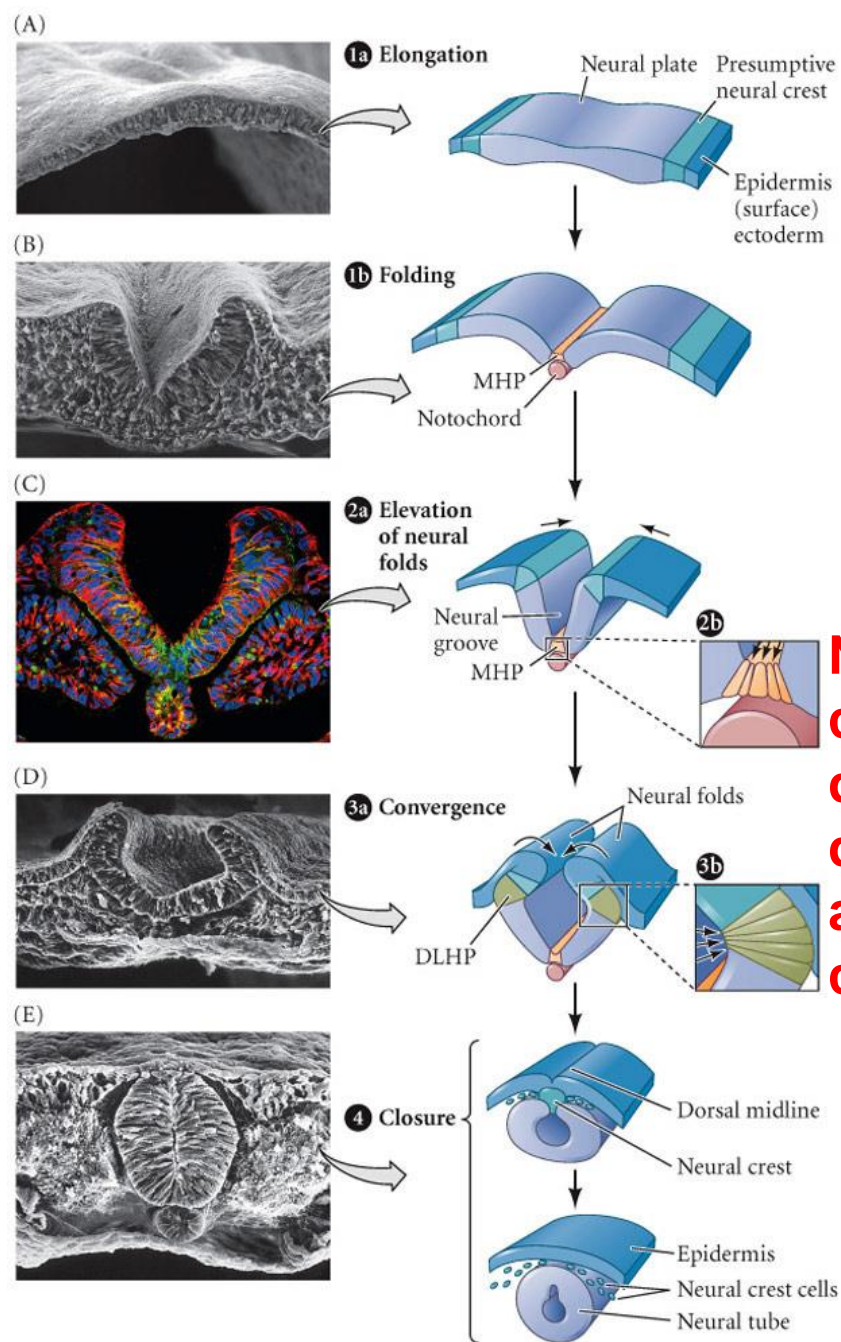 (A)
1a Elongation
Neural plate
Presumptive
neural crest
Epidermis
(surface)
ectoderm
(B)
1b Folding
MHP
Notochord
(C)
2a Elevation
of neural
folds
Neural
groove
MHP
2b
(D)
3a Convergence
Neural folds
3b
DLHP
(E)
4 Closure
Dorsal midline
Neural crest
Epidermis
Neural crest cells
Neural tube